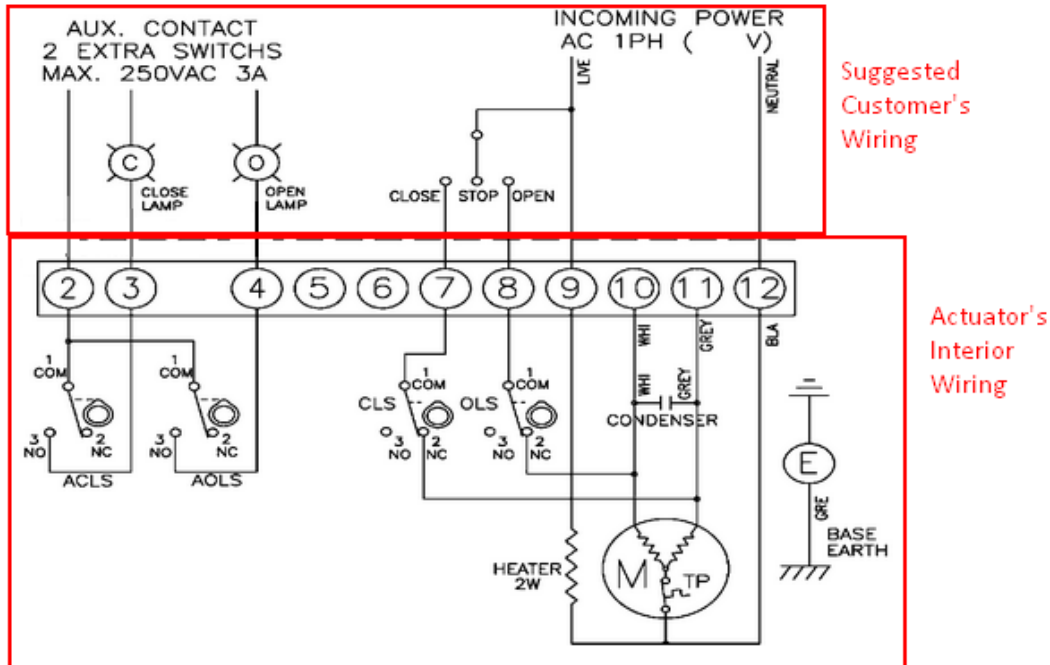 AUX. CONTACT
2 EXTRA SWITCHS
MAX. 250VAC 3A
INCOMING POWER
AC 1PH ( V)
LIVE
NEUTRAL
Suggested
Customer's
Wiring
C
CLOSE
LAMP
O
OPEN
LAMP
CLOSE STOP OPEN
2 3 4 5 6 7 8 9 10 11 12
WHI
GREY
BLA
Actuator's
Interior
Wiring
1
COM
3
NO
2
NC
ACLS
1
COM
3
NO
2
NC
AOLS
CLS
1
COM
3
NO
2
NC
OLS
1
COM
3
NO
2
NC
WHI
GREY
CONDENSER
HEATER
2W
M
TP
E
GRE
BASE
EARTH